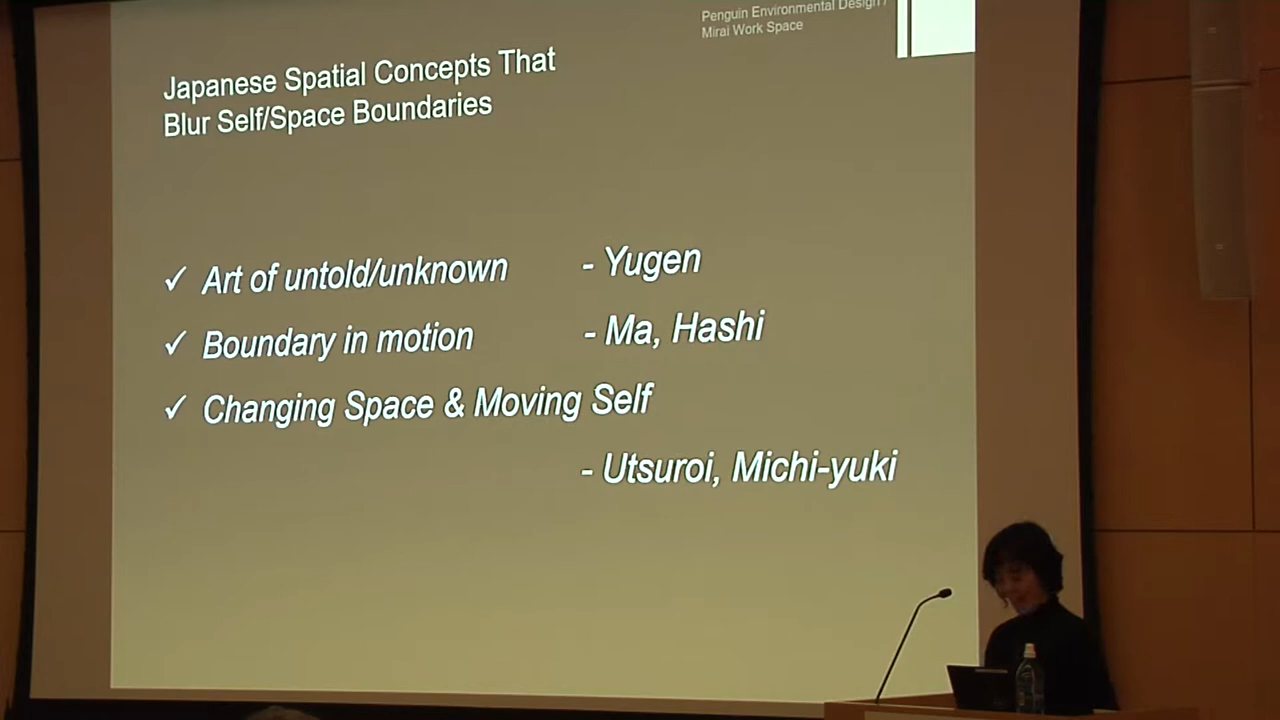 Penguin Environmental Design /
Mirai Work Space
Japanese Spatial Concepts That
Blur Self/Space Boundaries
✓ Art of untold/unknown - Yugen
✓ Boundary in motion - Ma, Hashi
✓ Changing Space & Moving Self
- Utsuroi, Michi-yuki